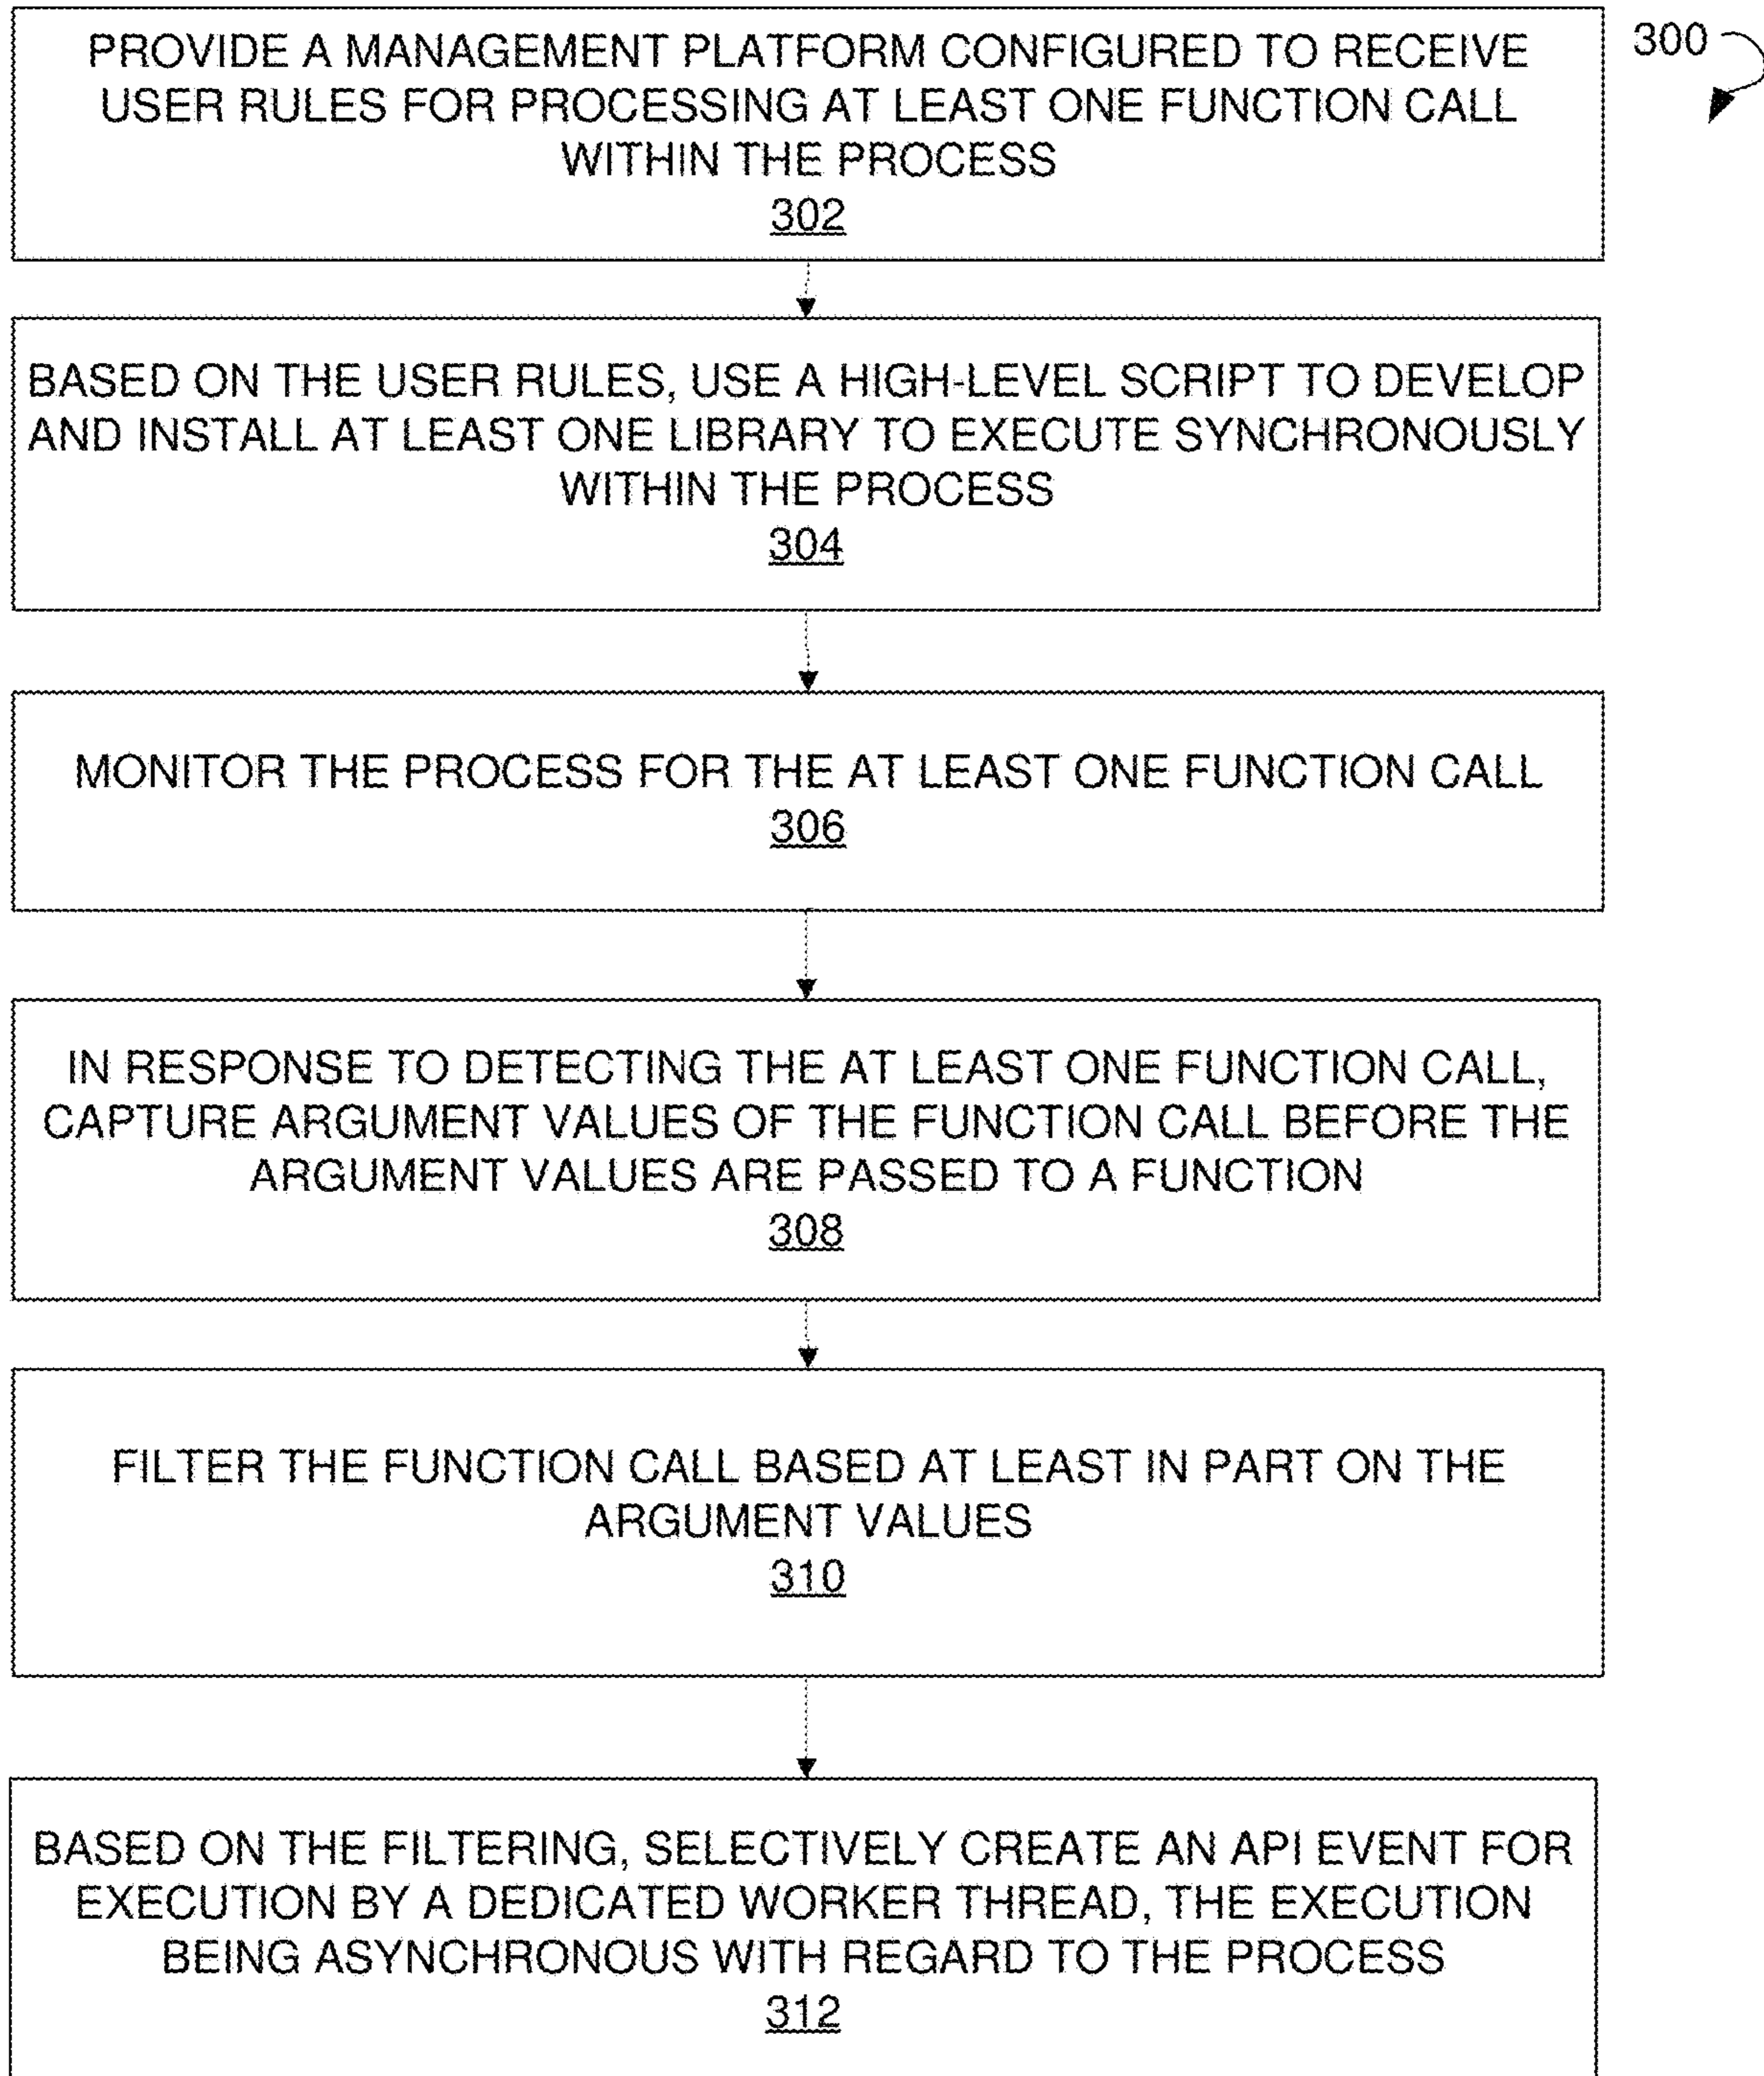 PROVIDE A MANAGEMENT PLATFORM CONFIGURED TO RECEIVE
USER RULES FOR PROCESSING AT LEAST ONE FUNCTION CALL
WITHIN THE PROCESS
302
300
BASED ON THE USER RULES, USE A HIGH-LEVEL SCRIPT TO DEVELOP
AND INSTALL AT LEAST ONE LIBRARY TO EXECUTE SYNCHRONOUSLY
WITHIN THE PROCESS
304
MONITOR THE PROCESS FOR THE AT LEAST ONE FUNCTION CALL
306
IN RESPONSE TO DETECTING THE AT LEAST ONE FUNCTION CALL,
CAPTURE ARGUMENT VALUES OF THE FUNCTION CALL BEFORE THE
ARGUMENT VALUES ARE PASSED TO A FUNCTION
308
FILTER THE FUNCTION CALL BASED AT LEAST IN PART ON THE
ARGUMENT VALUES
310
BASED ON THE FILTERING, SELECTIVELY CREATE AN API EVENT FOR
EXECUTION BY A DEDICATED WORKER THREAD, THE EXECUTION
BEING ASYNCHRONOUS WITH REGARD TO THE PROCESS
312